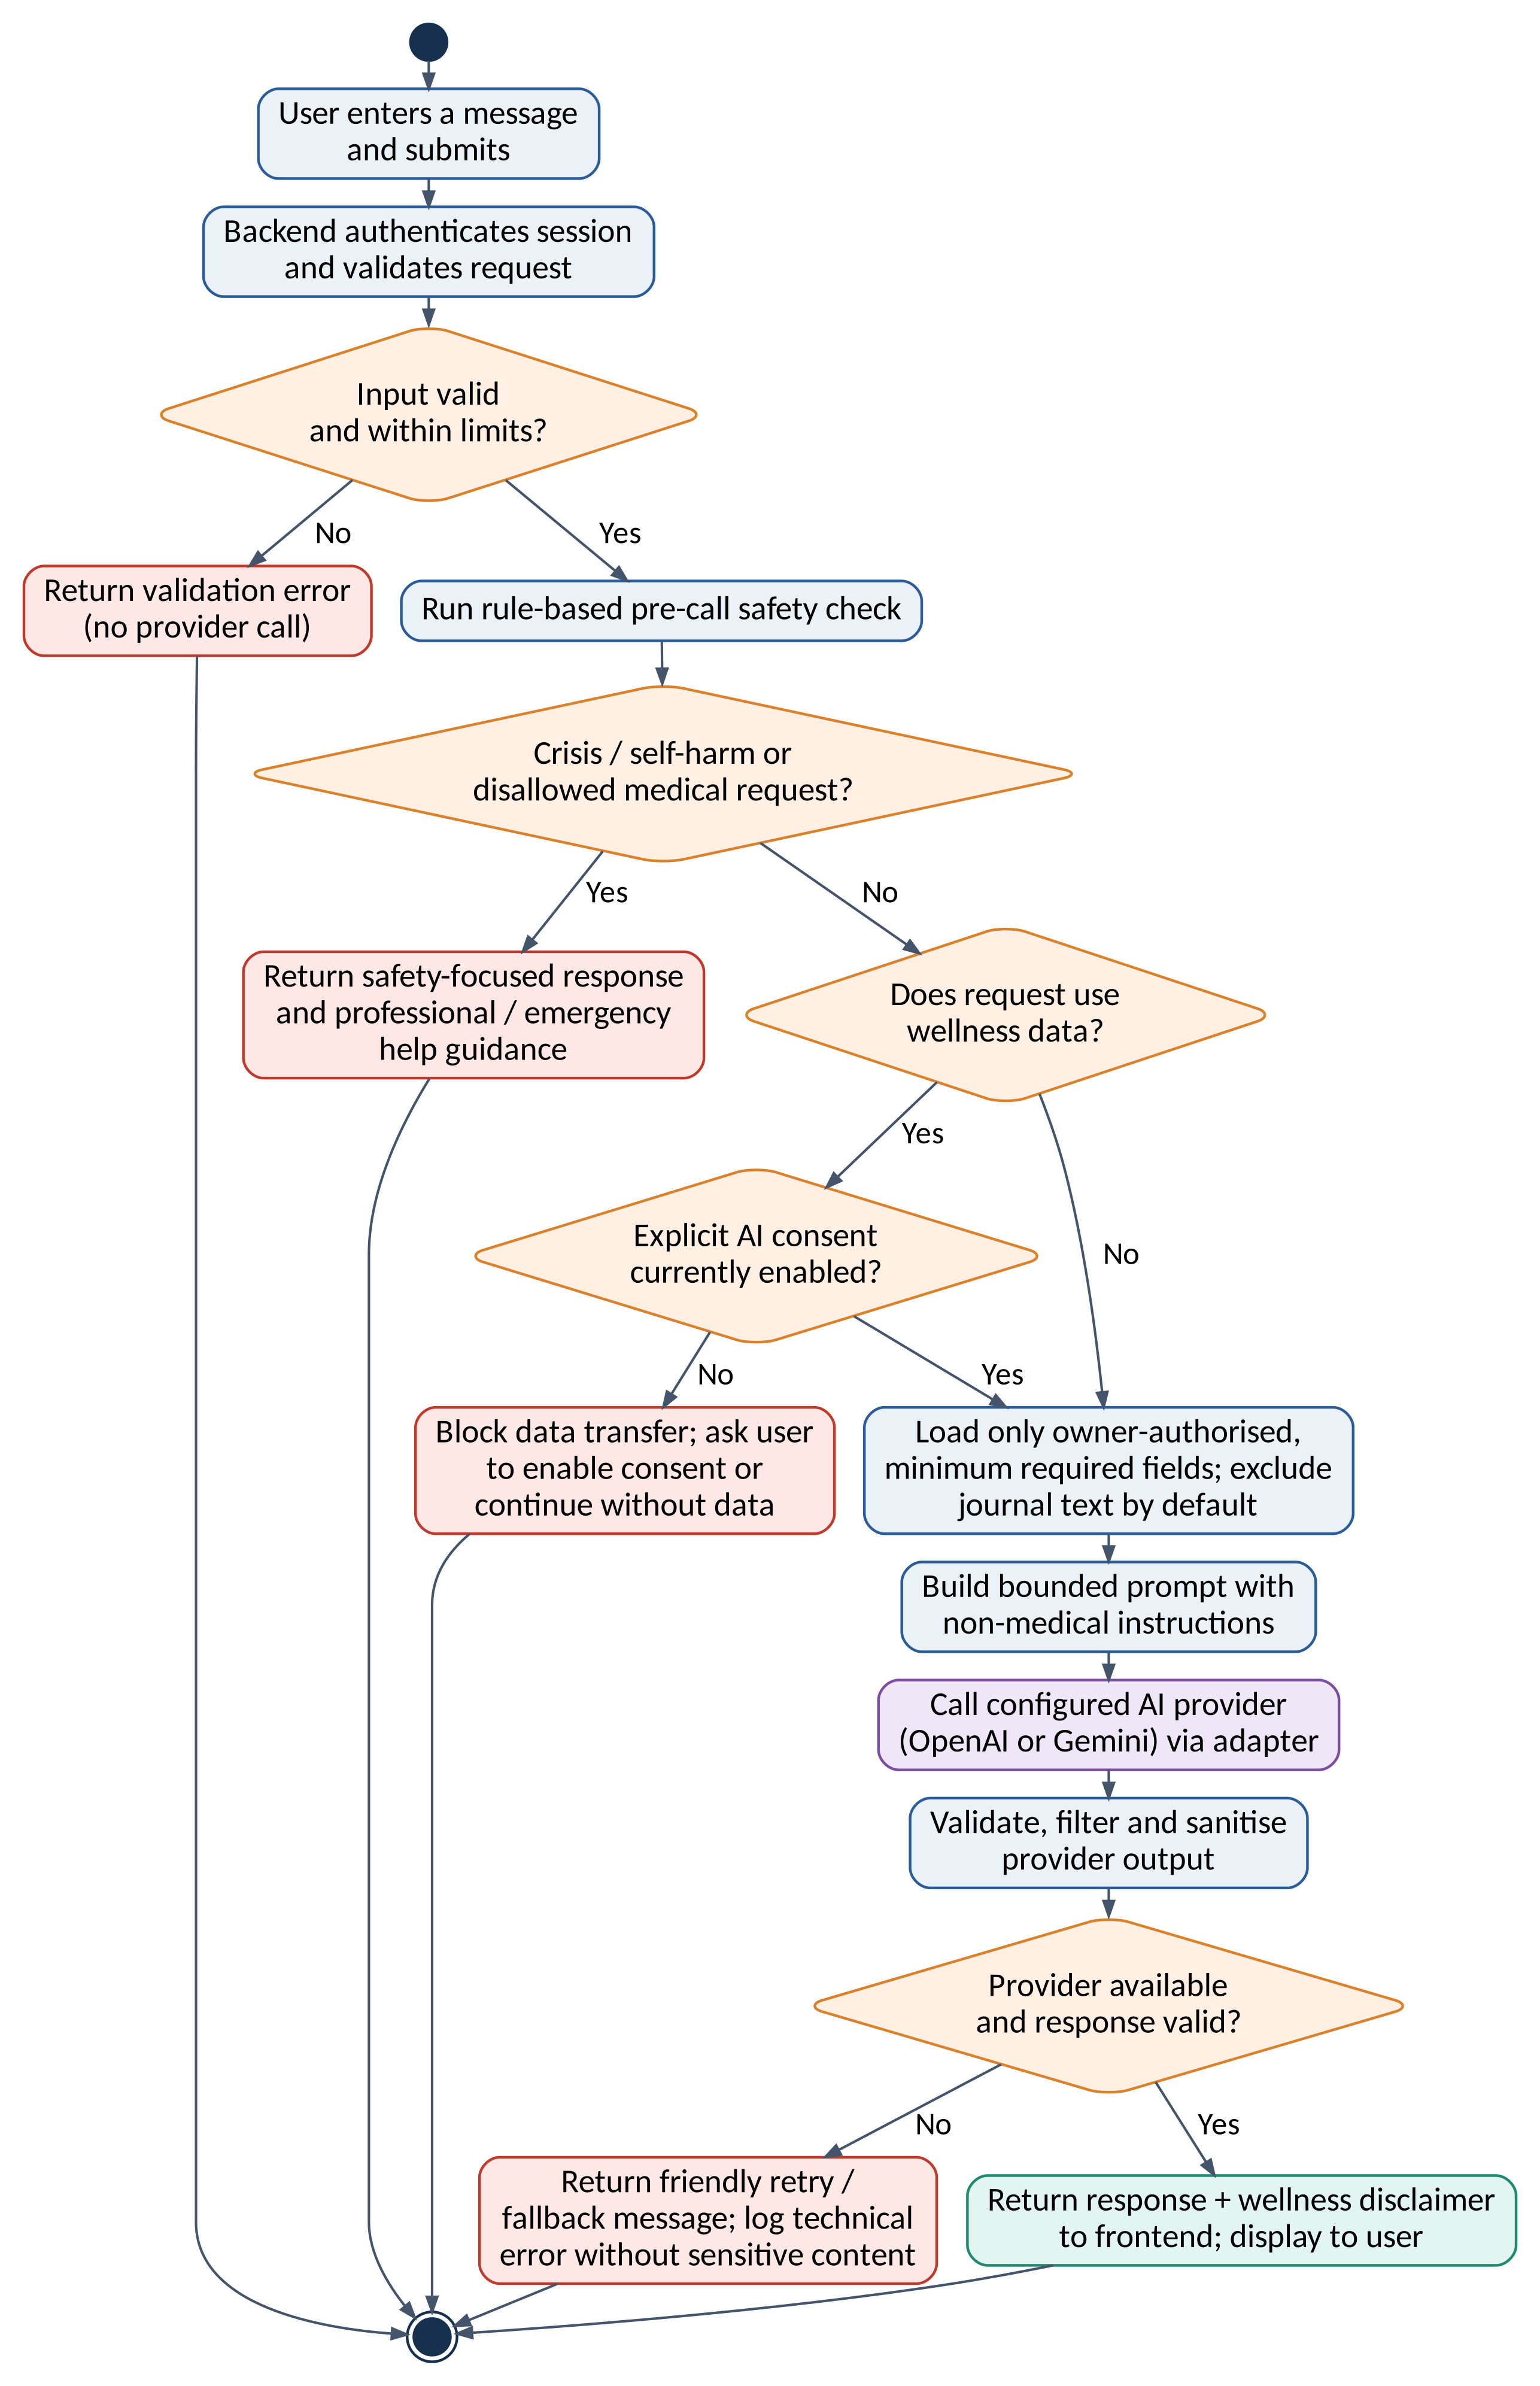 User enters a message
and submits
Backend authenticates session
and validates request
Input valid
and within limits?
No
Yes
Return validation error
(no provider call)
Run rule-based pre-call safety check
Crisis / self-harm or
disallowed medical request?
Yes
No
Return safety-focused response
and professional / emergency
help guidance
Does request use
wellness data?
Yes
No
Explicit AI consent
currently enabled?
No
Yes
Block data transfer; ask user
to enable consent or
continue without data
Load only owner-authorised,
minimum required fields; exclude
journal text by default
Build bounded prompt with
non-medical instructions
Call configured AI provider
(OpenAI or Gemini) via adapter
Validate, filter and sanitise
provider output
Provider available
and response valid?
No
Yes
Return friendly retry /
fallback message; log technical
error without sensitive content
Return response + wellness disclaimer
to frontend; display to user